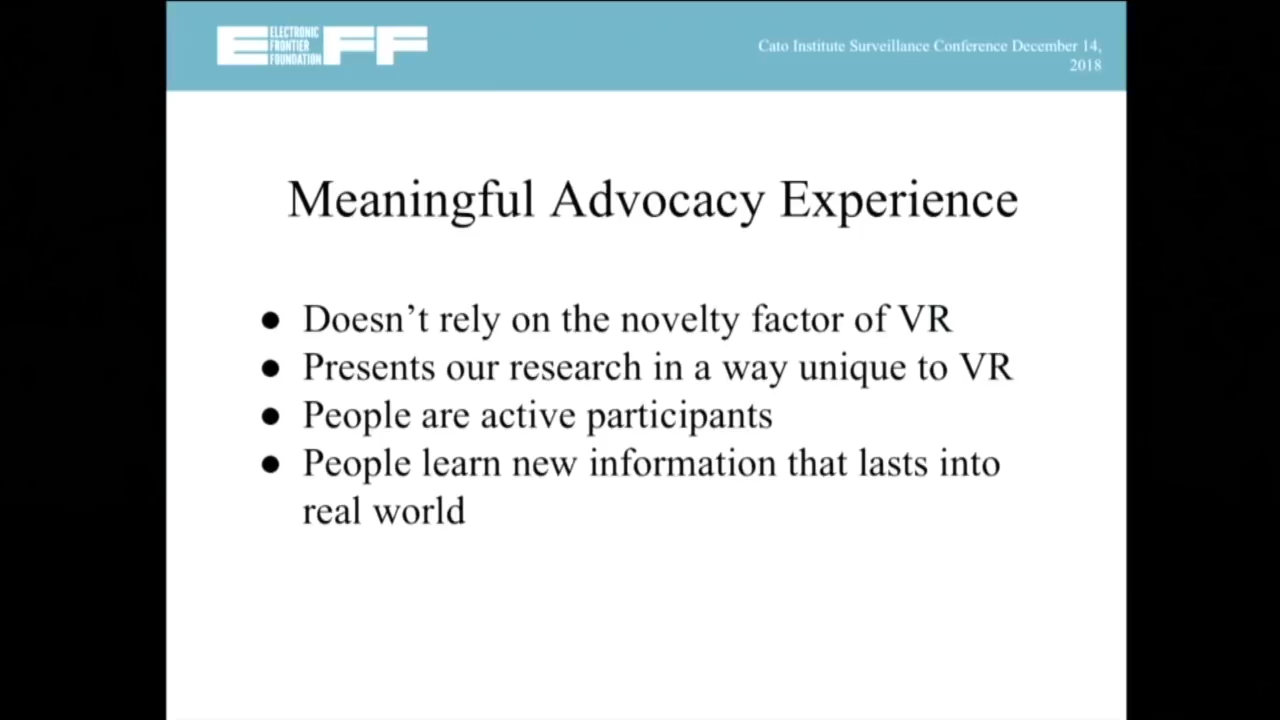 EFF
ELECTRONIC
FRONTIER
FOUNDATION
Cato Institute Surveillance Conference December 14,
2018
Meaningful Advocacy Experience
● Doesn’t rely on the novelty factor of VR
● Presents our research in a way unique to VR
● People are active participants
● People learn new information that lasts into
real world